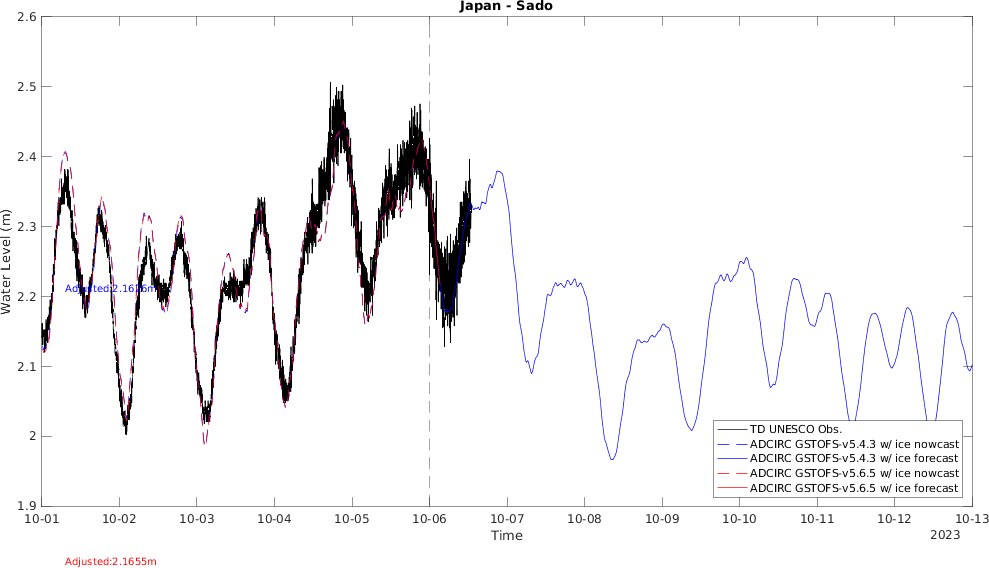 Japan - Sado
2.6
2.5
2.4
2.3
2.2
2.1
2
1.9
Water Level (m)
TD UNESCO Obs.
ADCIRC GSTOFS-v5.4.3 w/ ice nowcast
ADCIRC GSTOFS-v5.4.3 w/ ice forecast
ADCIRC GSTOFS-v5.6.5 w/ ice nowcast
ADCIRC GSTOFS-v5.6.5 w/ ice forecast
10-01 10-02 10-03 10-04 10-05 10-06 10-07 10-08 10-09 10-10 10-11 10-12 10-13
Time
2023
Adjusted:2.1655m